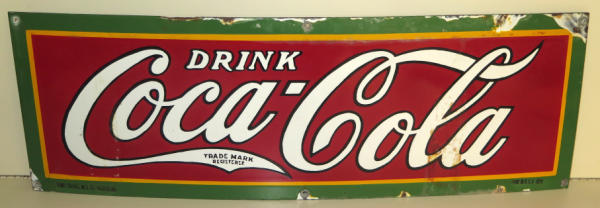 DRINK
Coca-Cola
TRADE MARK
REGISTERED